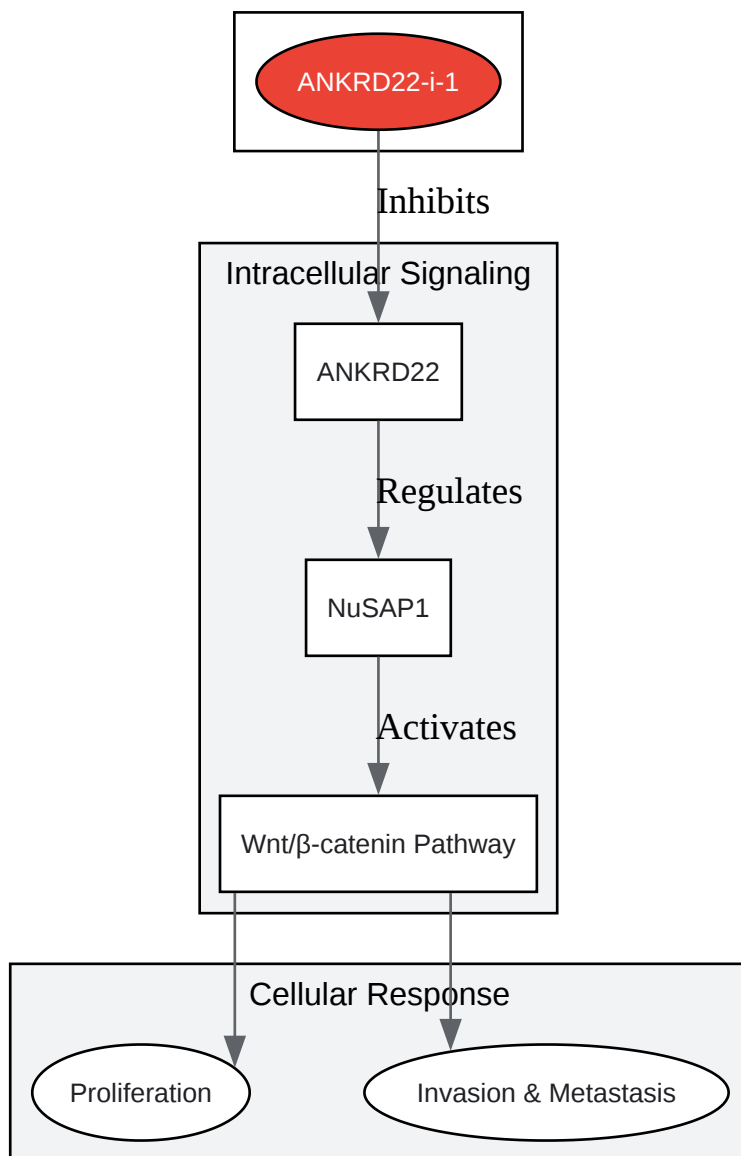 ANKRD22-i-1
Inhibits
Intracellular Signaling
ANKRD22
Regulates
NuSAP1
Activates
Wnt/β-catenin Pathway
Cellular Response
Proliferation
Invasion & Metastasis